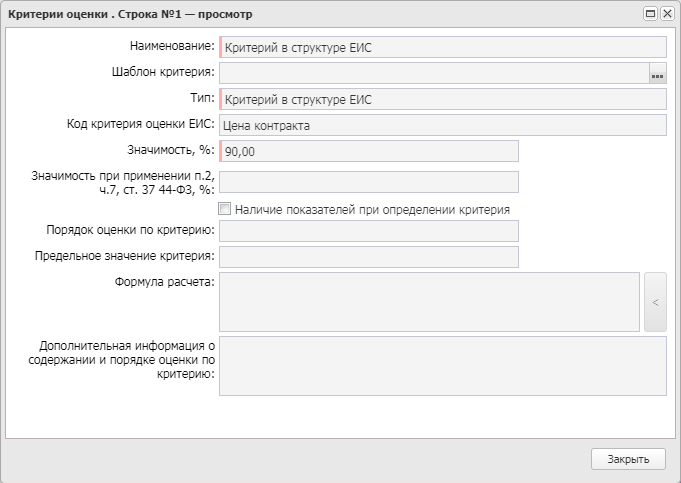 Критерии оценки . Строка №1 — просмотр
Наименование: Критерий в структуре ЕИС
Шаблон критерия: ...
Тип: Критерий в структуре ЕИС
Код критерия оценки ЕИС: Цена контракта
Значимость, %: 90,00
Значимость при применении п.2,
ч.7, ст. 37 44-ФЗ, %:
Наличие показателей при определении критерия
Порядок оценки по критерию:
Предельное значение критерия:
Формула расчета:
<
Дополнительная информация о
содержании и порядке оценки по
критерию:
Закрыть